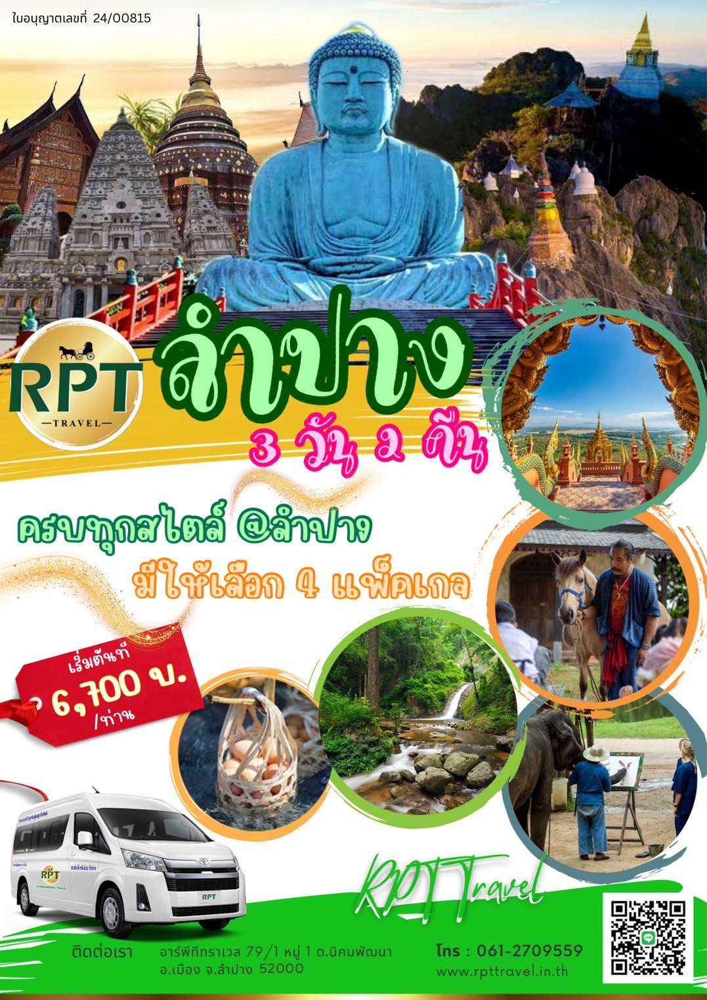 ใบอนุญาตเลขที่ 24/00815
RPT
TRAVEL
ลำปาง
3 วัน 2 คืน
ครบทุกสไตล์ @ลำปาง
มีให้เลือก 4 แพ็คเกจ
เริ่มต้นที่
6,700 บ.
/ท่าน
RPT
RPT
RPT Travel
ติดต่อเรา
อาร์พีทีทราเวล 79/1 หมู่ 1 ต.นิคมพัฒนา
อ.เมือง จ.ลำปาง 52000
โทร : 061-2709559
www.rpttravel.in.th
LINE